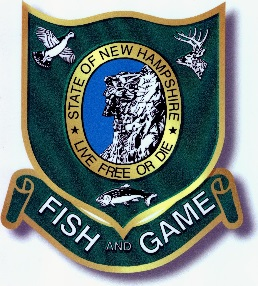 STATE OF NEW HAMPSHIRE
LIVE FREE OR DIE
FISH AND GAME